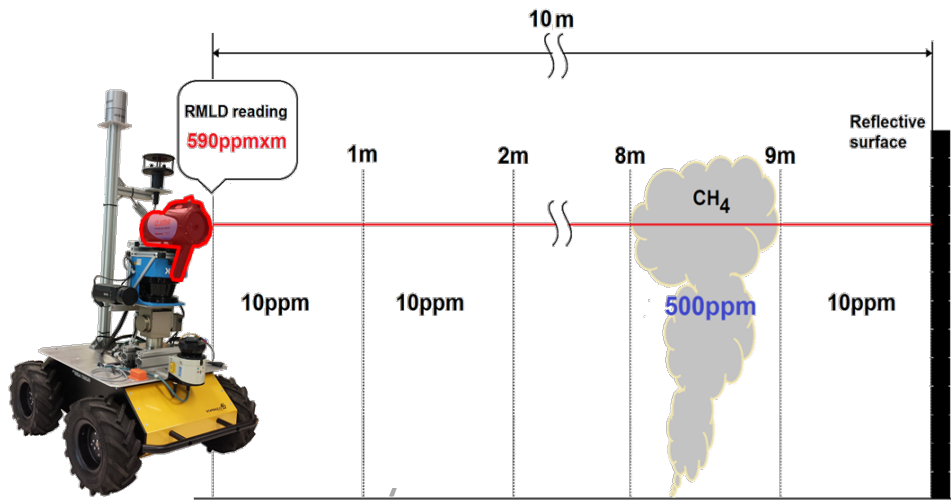 10 m
RMLD reading
590ppmxm
Reflective
surface
1m
2m
8m
9m
CH4
10ppm
10ppm
500ppm
10ppm